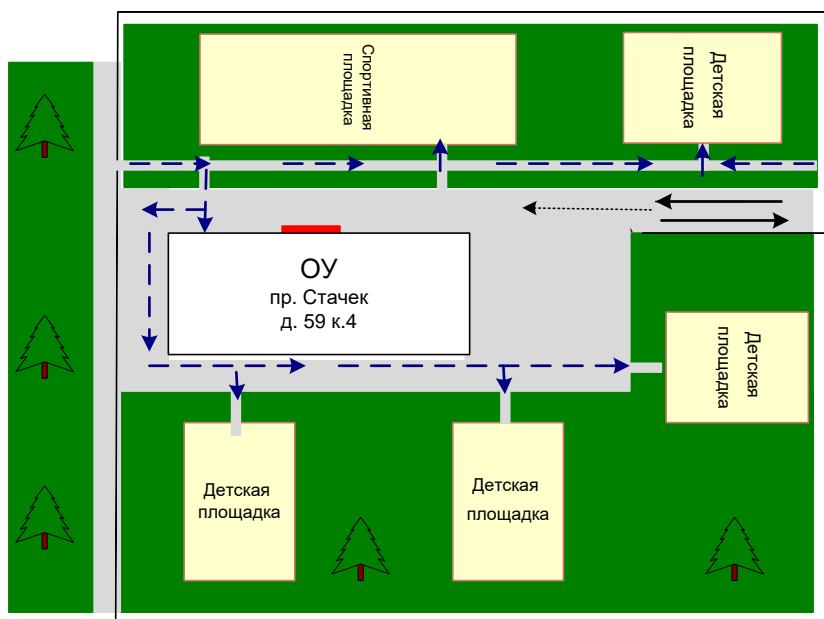 Спортивная
площадка
Детская
площадка
ОУ
пр. Стачек
д. 59 к.4
Детская
площадка
Детская
площадка
Детская
площадка